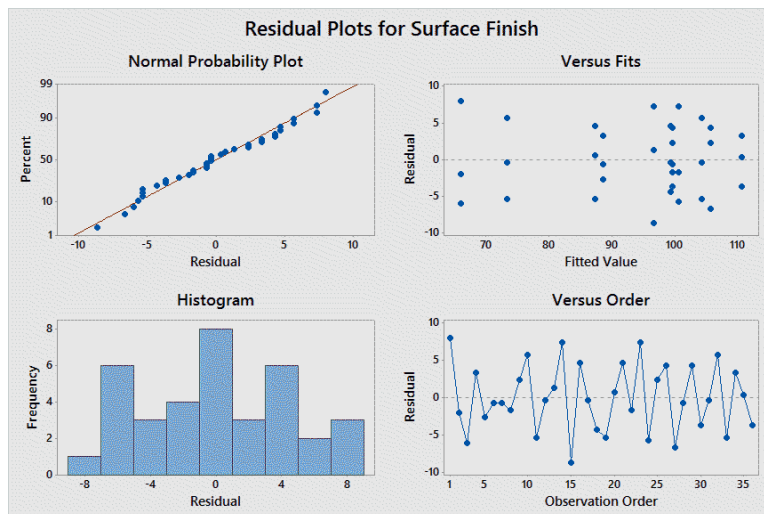 Residual Plots for Surface Finish
Normal Probability Plot
99
90
50
10
1
Percent
-10 -5 0 5 10
Residual
Versus Fits
10
5
0
-5
-10
Residual
70 80 90 100 110
Fitted Value
Histogram
8
6
4
2
0
Frequency
-8 -4 0 4 8
Residual
Versus Order
10
5
0
-5
-10
Residual
1 5 10 15 20 25 30 35
Observation Order